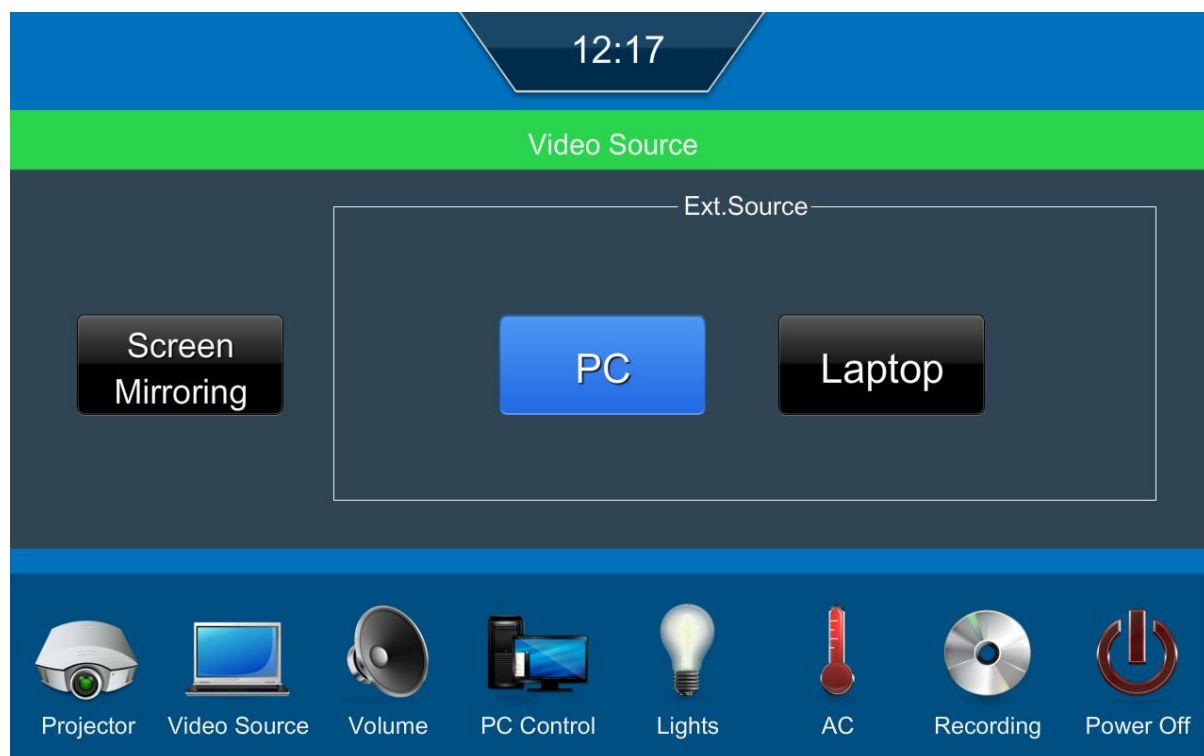 12:17
Video Source
Ext.Source
Screen
Mirroring
PC
Laptop
Projector
Video Source
Volume
PC Control
Lights
AC
Recording
Power Off